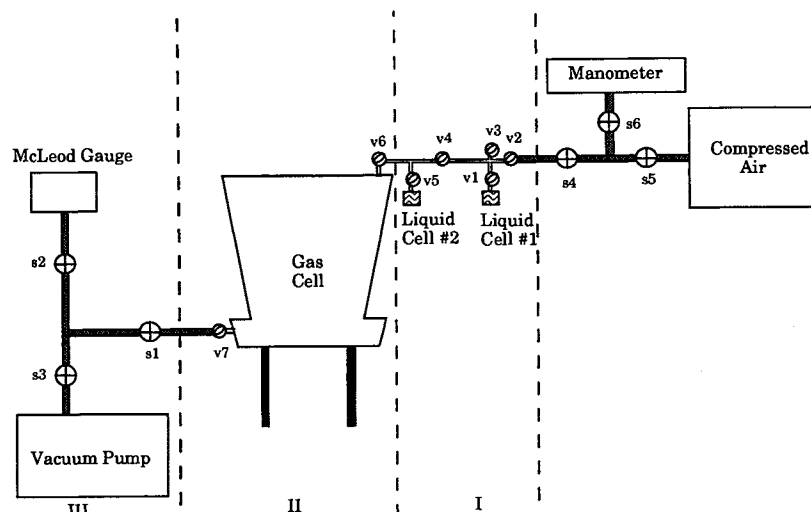 Manometer
s6
Compressed
Air
s4
s5
v3
v2
v4
v6
v1
v5
Liquid
Cell #2
Liquid
Cell #1
McLeod Gauge
s2
Gas
Cell
s1
v7
s3
Vacuum Pump
III
II
I